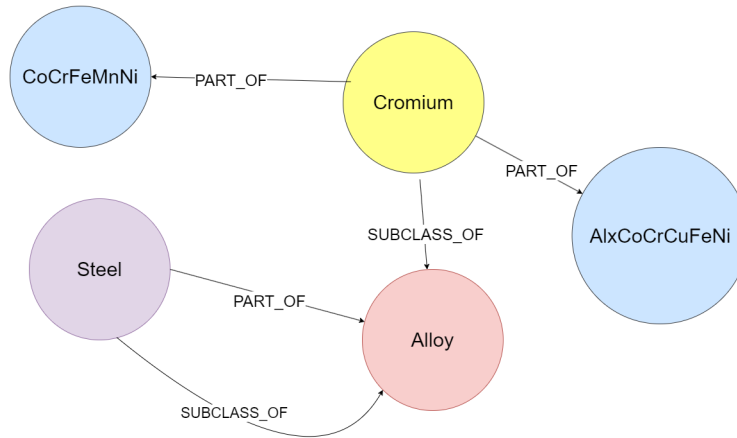 CoCrFeMnNi
PART_OF
Cromium
PART_OF
AlxCoCrCuFeNi
SUBCLASS_OF
Steel
PART_OF
Alloy
SUBCLASS_OF